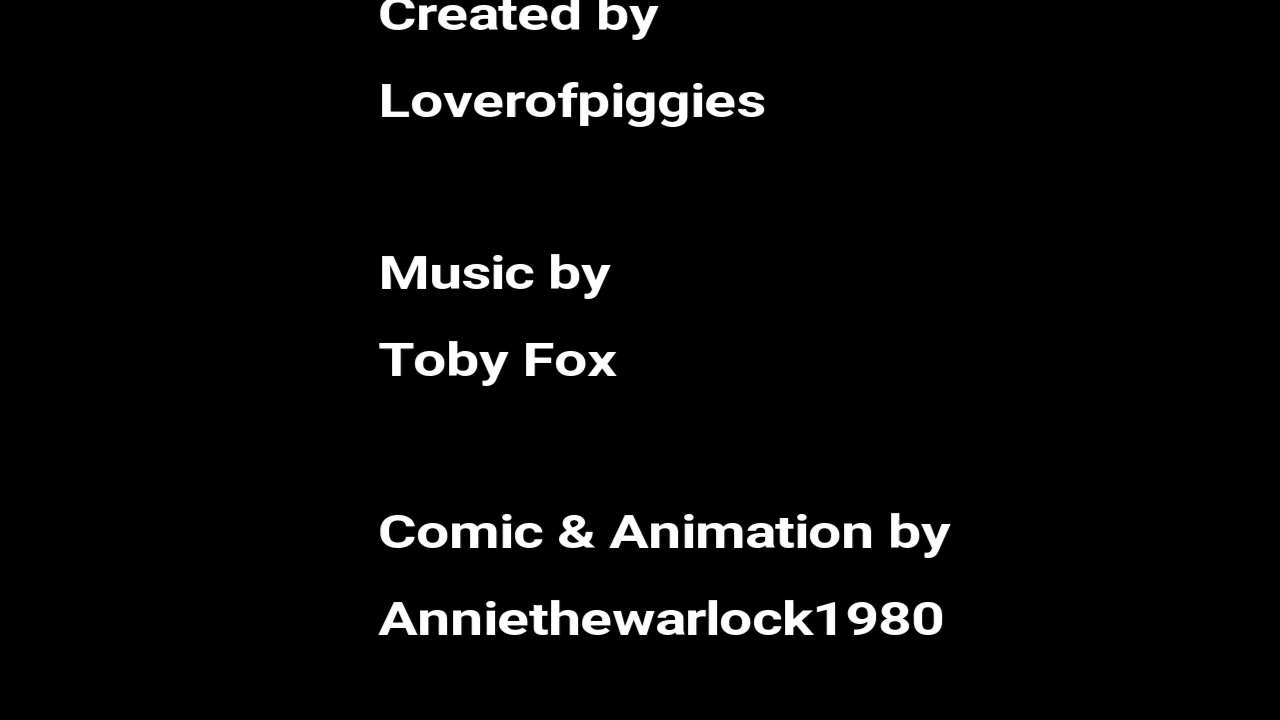 Created by
Loverofpiggies
Music by
Toby Fox
Comic & Animation by
Anniethewarlock1980